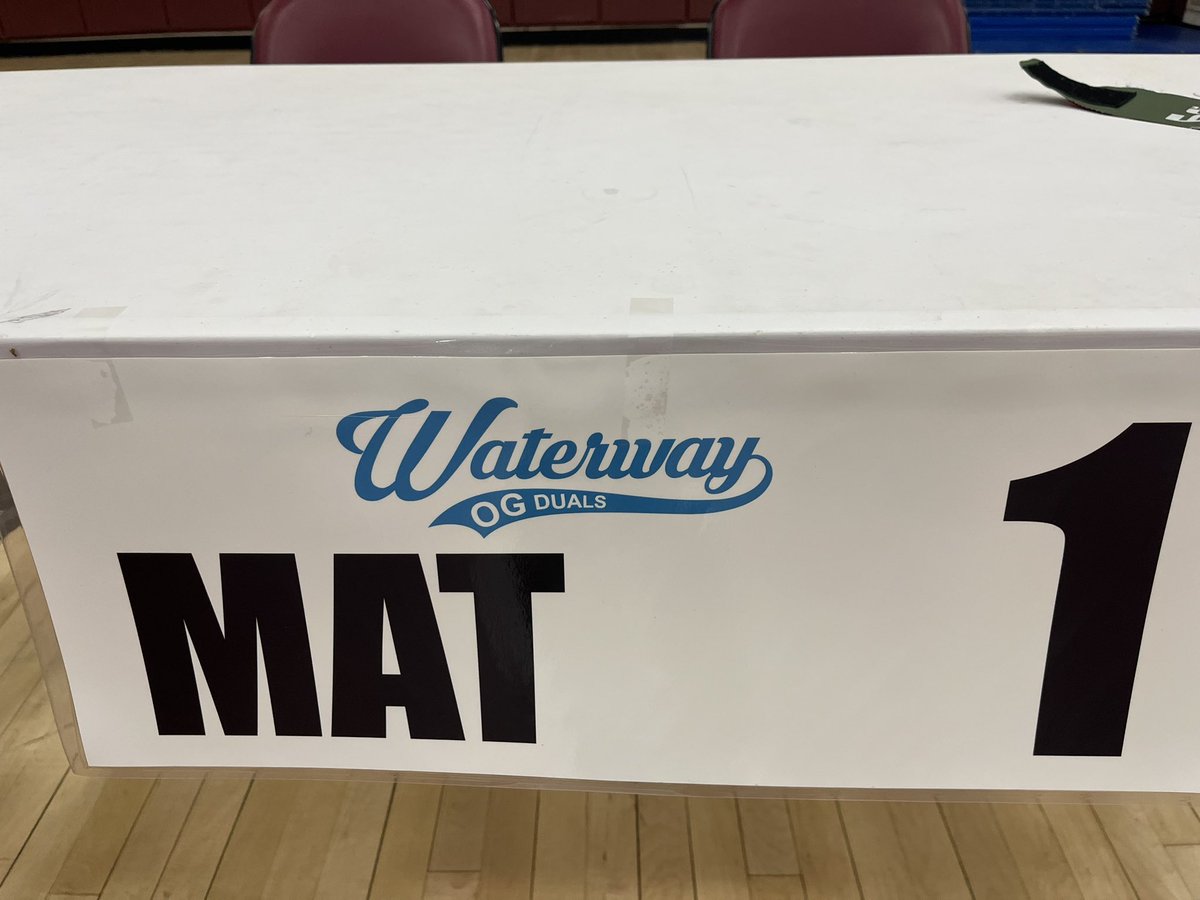 Waterway
OG DUALS
MAT 1